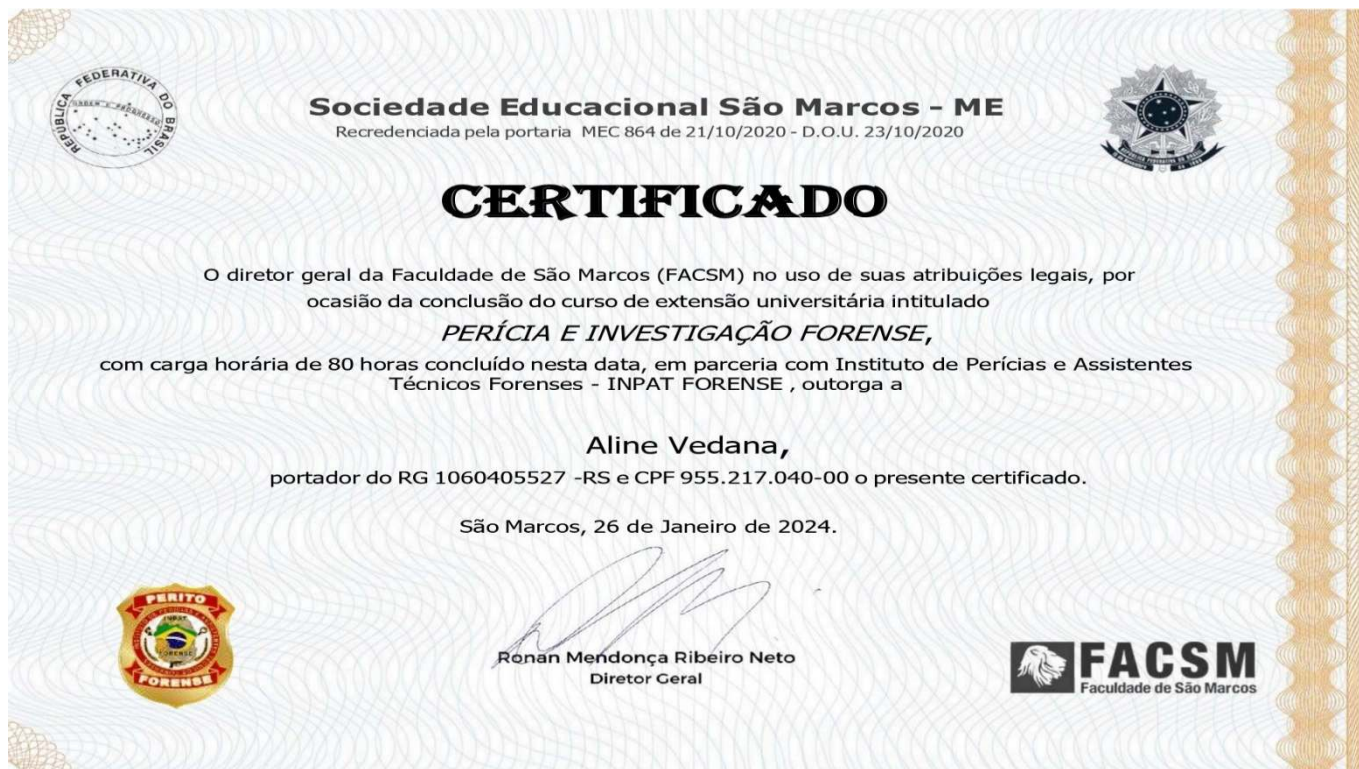 REPÚBLICA FEDERATIVA DO BRASIL
ORDEM E PROGRESSO
Sociedade Educacional São Marcos - ME
Recredenciada pela portaria MEC 864 de 21/10/2020 - D.O.U. 23/10/2020
CERTIFICADO
O diretor geral da Faculdade de São Marcos (FACSM) no uso de suas atribuições legais, por
ocasião da conclusão do curso de extensão universitária intitulado
PERÍCIA E INVESTIGAÇÃO FORENSE,
com carga horária de 80 horas concluído nesta data, em parceria com Instituto de Perícias e Assistentes
Técnicos Forenses - INPAT FORENSE , outorga a
Aline Vedana,
portador do RG 1060405527 -RS e CPF 955.217.040-00 o presente certificado.
São Marcos, 26 de Janeiro de 2024.
PERITO
INPAT
FORENSE
FORENSE
Ronan Mendonça Ribeiro Neto
Diretor Geral
FACSM
Faculdade de São Marcos